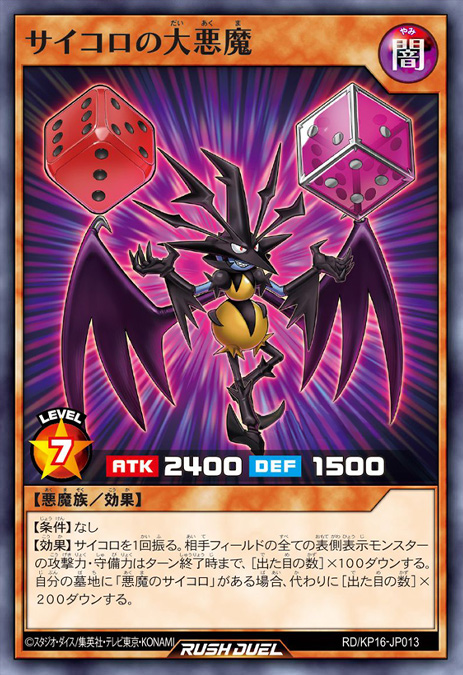 サイコロの大悪魔
だい あく ま
闇
やみ
LEVEL
7
ATK 2400 DEF 1500
【悪魔族／効果】
【条件】なし
【効果】サイコロを1回振る。相手フィールドの全ての表側表示モンスター
の攻撃力・守備力はターン終了時まで、［出た目の数］×100ダウンする。
自分の墓地に「悪魔のサイコロ」がある場合、代わりに［出た目の数］×
200ダウンする。
©スタジオ・ダイス/集英社・テレビ東京・KONAMI
RUSH DUEL
RD/KP16-JP013